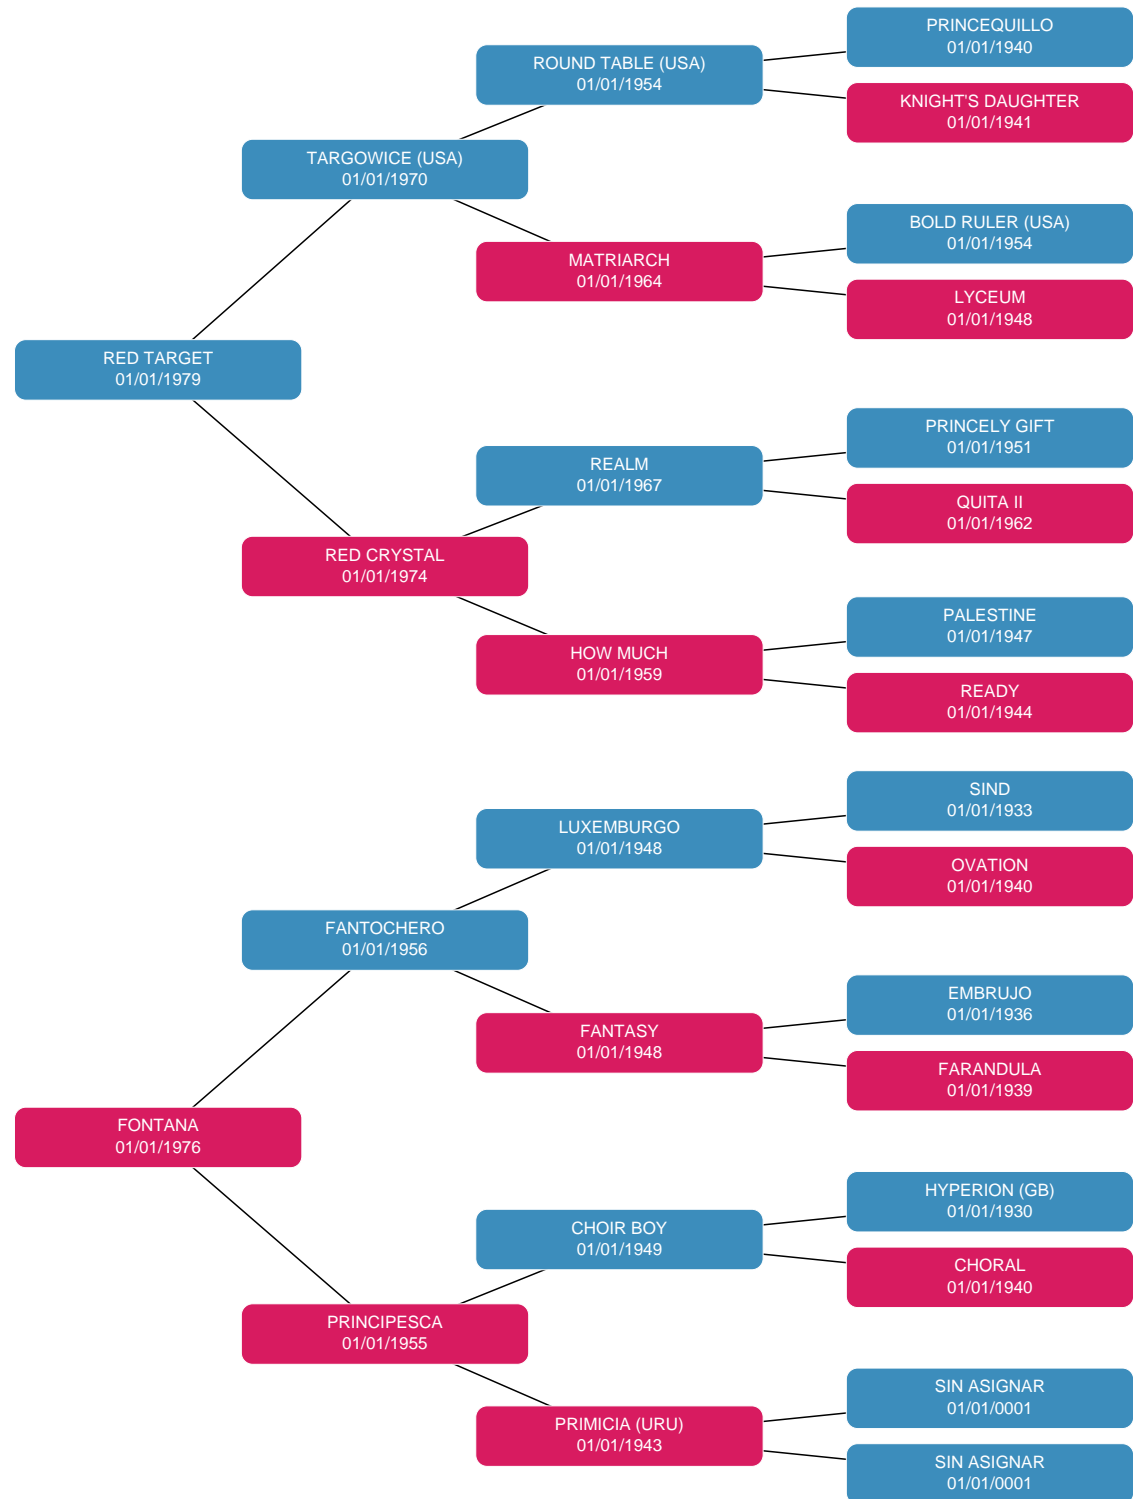 PRINCEQUILLO
01/01/1940
ROUND TABLE (USA)
01/01/1954
KNIGHT'S DAUGHTER
01/01/1941
TARGOWICE (USA)
01/01/1970
BOLD RULER (USA)
01/01/1954
MATRIARCH
01/01/1964
LYCEUM
01/01/1948
RED TARGET
01/01/1979
PRINCELY GIFT
01/01/1951
REALM
01/01/1967
QUITA II
01/01/1962
RED CRYSTAL
01/01/1974
PALESTINE
01/01/1947
HOW MUCH
01/01/1959
READY
01/01/1944
SIND
01/01/1933
LUXEMBURGO
01/01/1948
OVATION
01/01/1940
FANTOCHERO
01/01/1956
EMBRUJO
01/01/1936
FANTASY
01/01/1948
FARANDULA
01/01/1939
FONTANA
01/01/1976
HYPERION (GB)
01/01/1930
CHOIR BOY
01/01/1949
CHORAL
01/01/1940
PRINCIPESCA
01/01/1955
SIN ASIGNAR
01/01/0001
PRIMICIA (URU)
01/01/1943
SIN ASIGNAR
01/01/0001